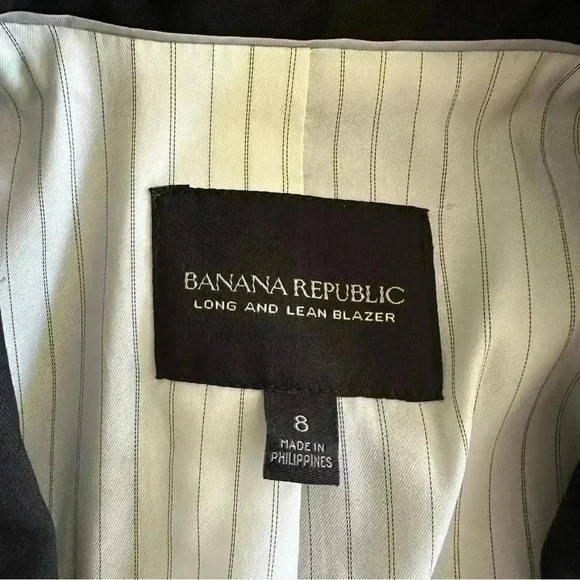 BANANA REPUBLIC
LONG AND LEAN BLAZER
8
MADE IN
PHILIPPINES